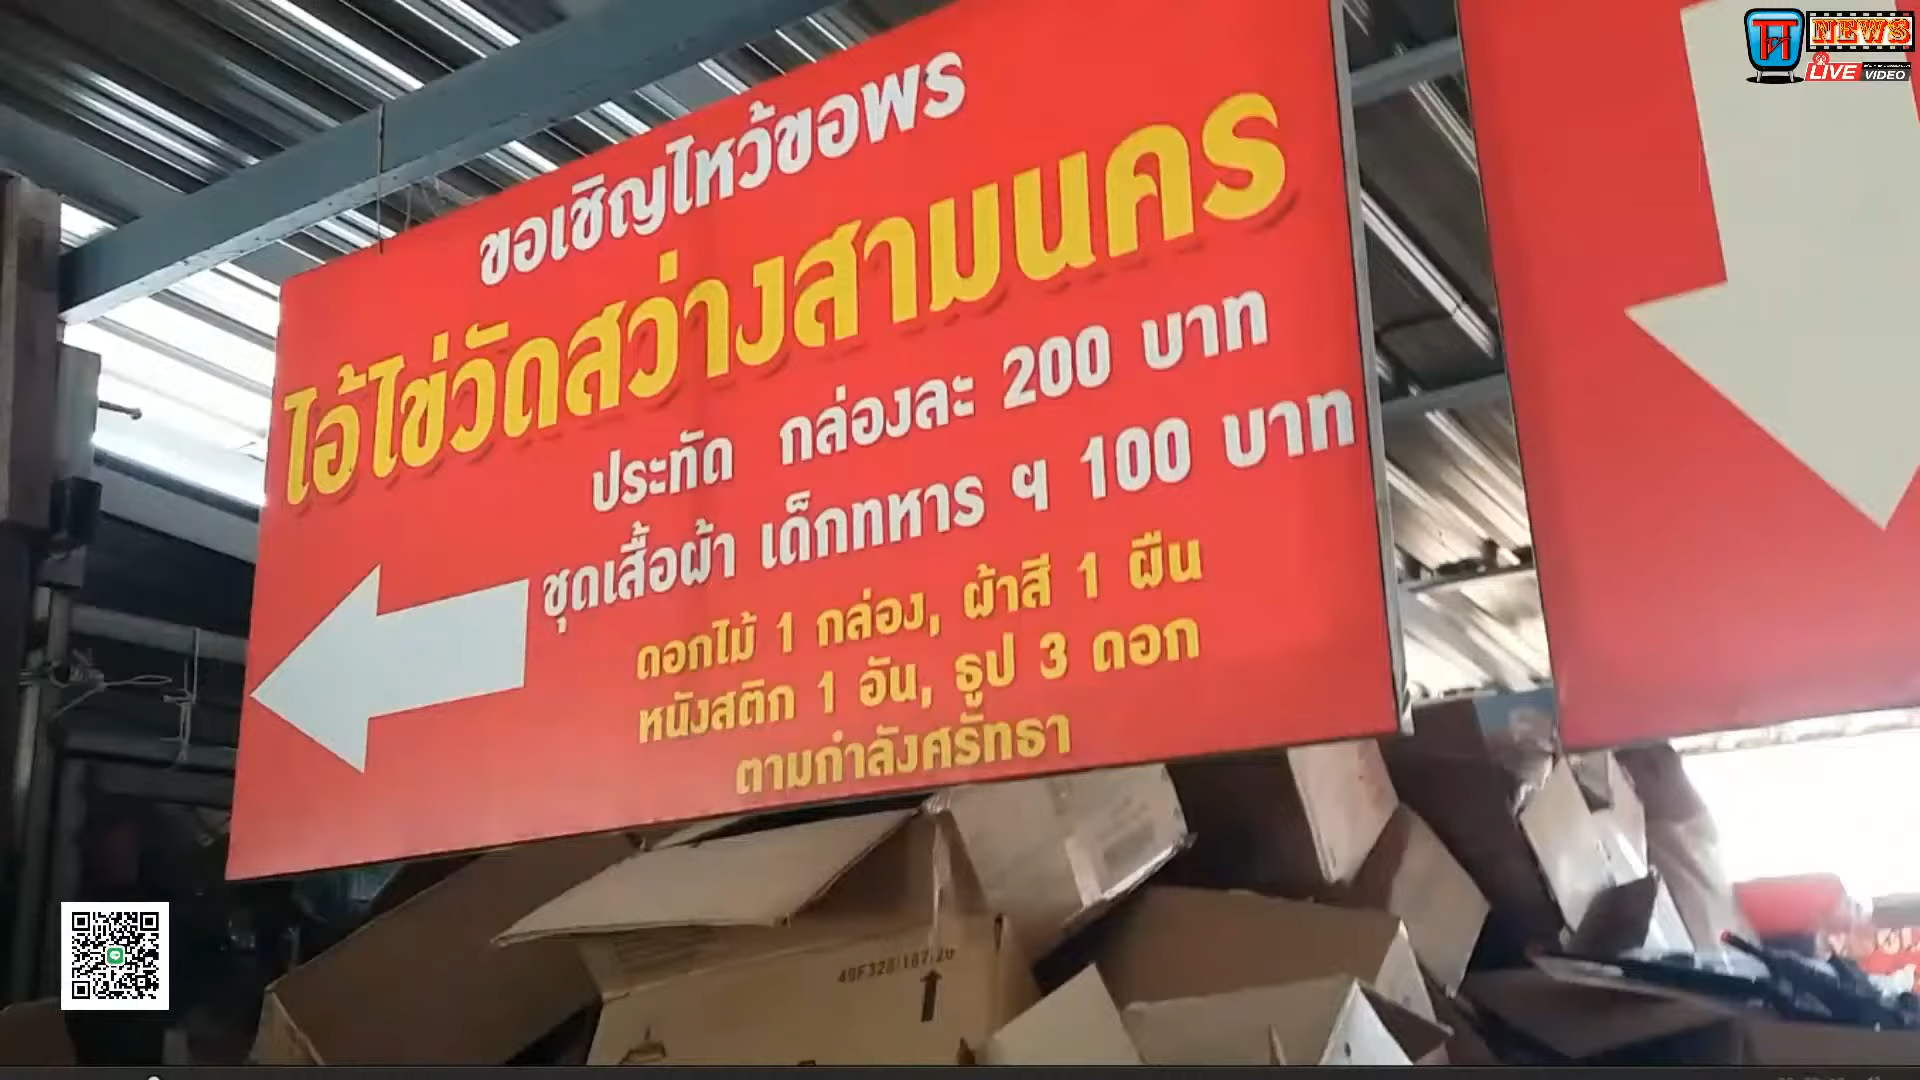 ขอเชิญไหว้ขอพร
ไอ้ไข่วัดสว่างสามนคร
ประทัด กล่องละ 200 บาท
ชุดเสื้อผ้า เด็กทหาร ฯ 100 บาท
ดอกไม้ 1 กล่อง, ผ้าสี 1 ผืน
หนังสติก 1 อัน, ธูป 3 ดอก
ตามกำลังศรัทธา
NEWS
LIVE
VIDEO